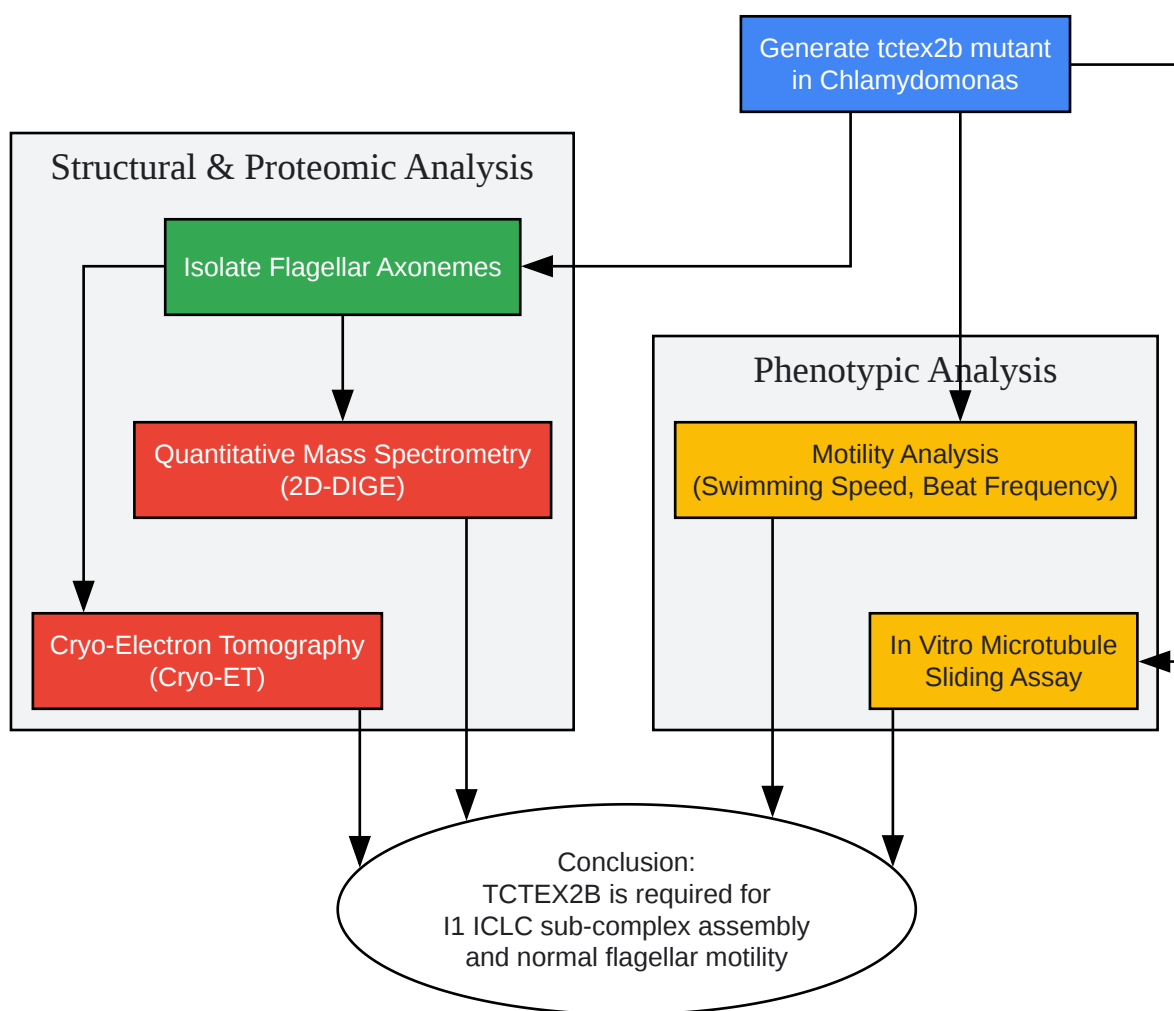 Generate tctex2b mutant
in Chlamydomonas
Structural & Proteomic Analysis
Isolate Flagellar Axonemes
Quantitative Mass Spectrometry
(2D-DIGE)
Cryo-Electron Tomography
(Cryo-ET)
Phenotypic Analysis
Motility Analysis
(Swimming Speed, Beat Frequency)
In Vitro Microtubule
Sliding Assay
Conclusion:
TCTEX2B is required for
I1 ICLC sub-complex assembly
and normal flagellar motility